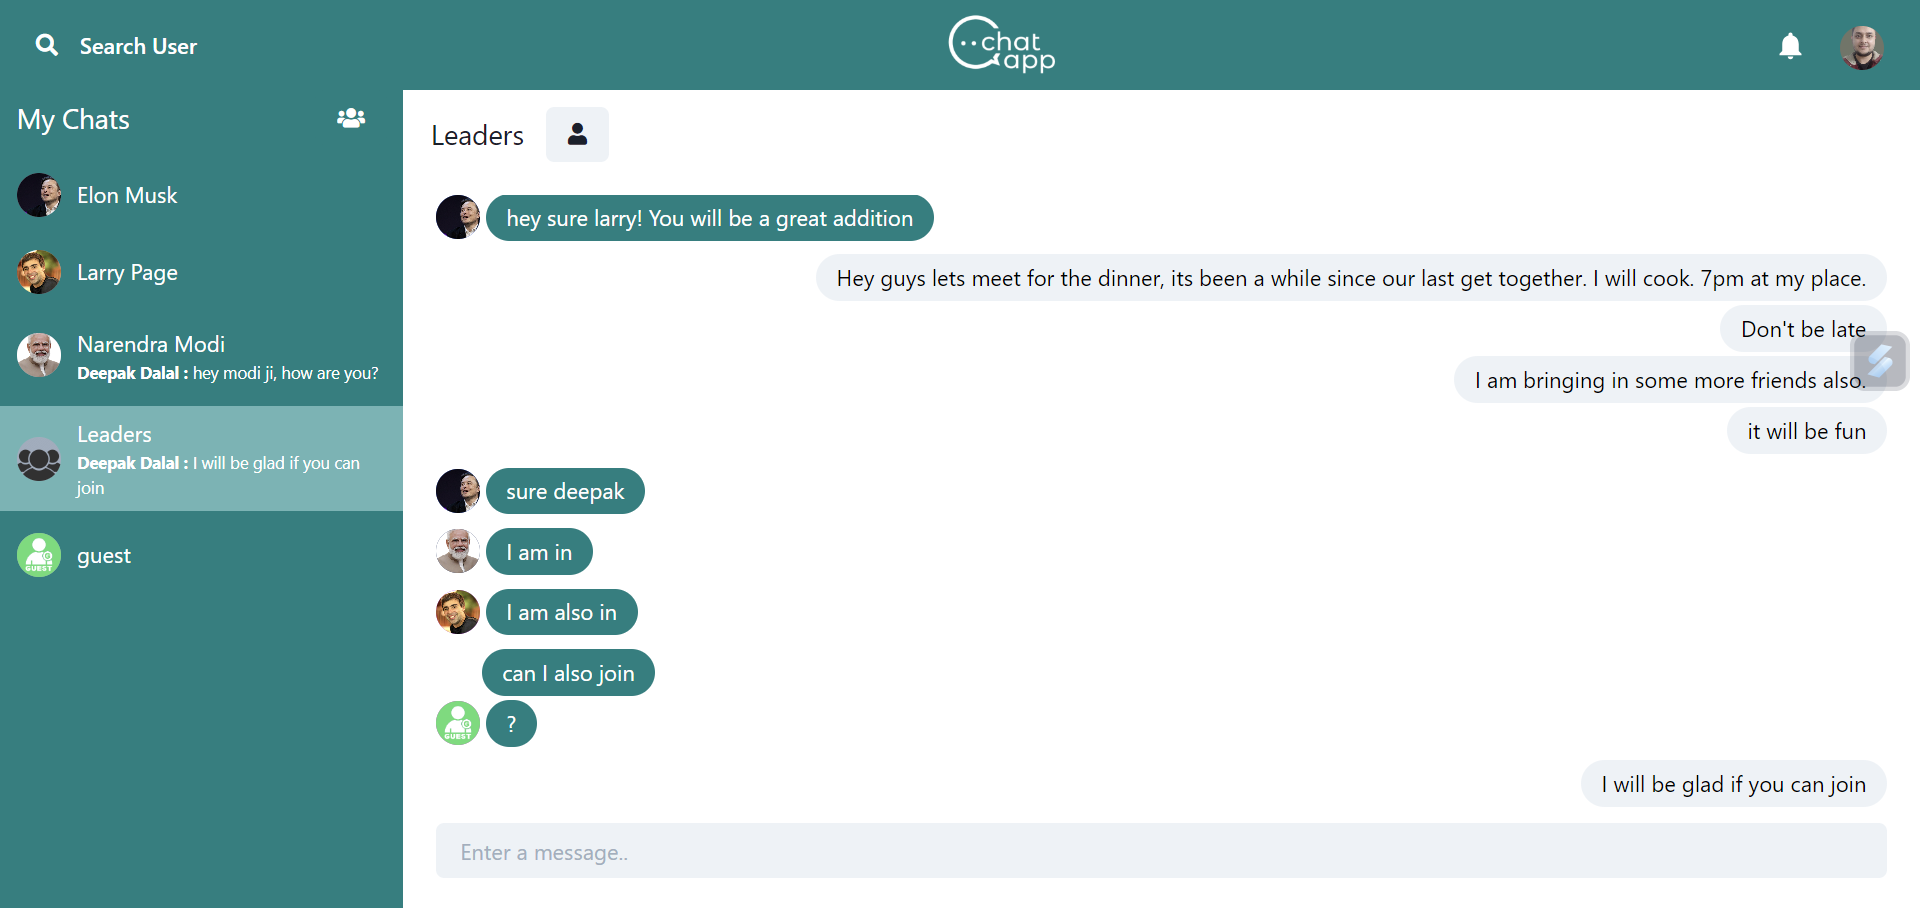 Search User
chat
app
My Chats
Elon Musk
Larry Page
Narendra Modi
Deepak Dalal : hey modi ji, how are you?
Leaders
Deepak Dalal : I will be glad if you can
join
GUEST
guest
Leaders
hey sure larry! You will be a great addition
Hey guys lets meet for the dinner, its been a while since our last get together. I will cook. 7pm at my place.
Don't be late
I am bringing in some more friends also.
it will be fun
sure deepak
I am in
I am also in
can I also join
GUEST
?
I will be glad if you can join
Enter a message..